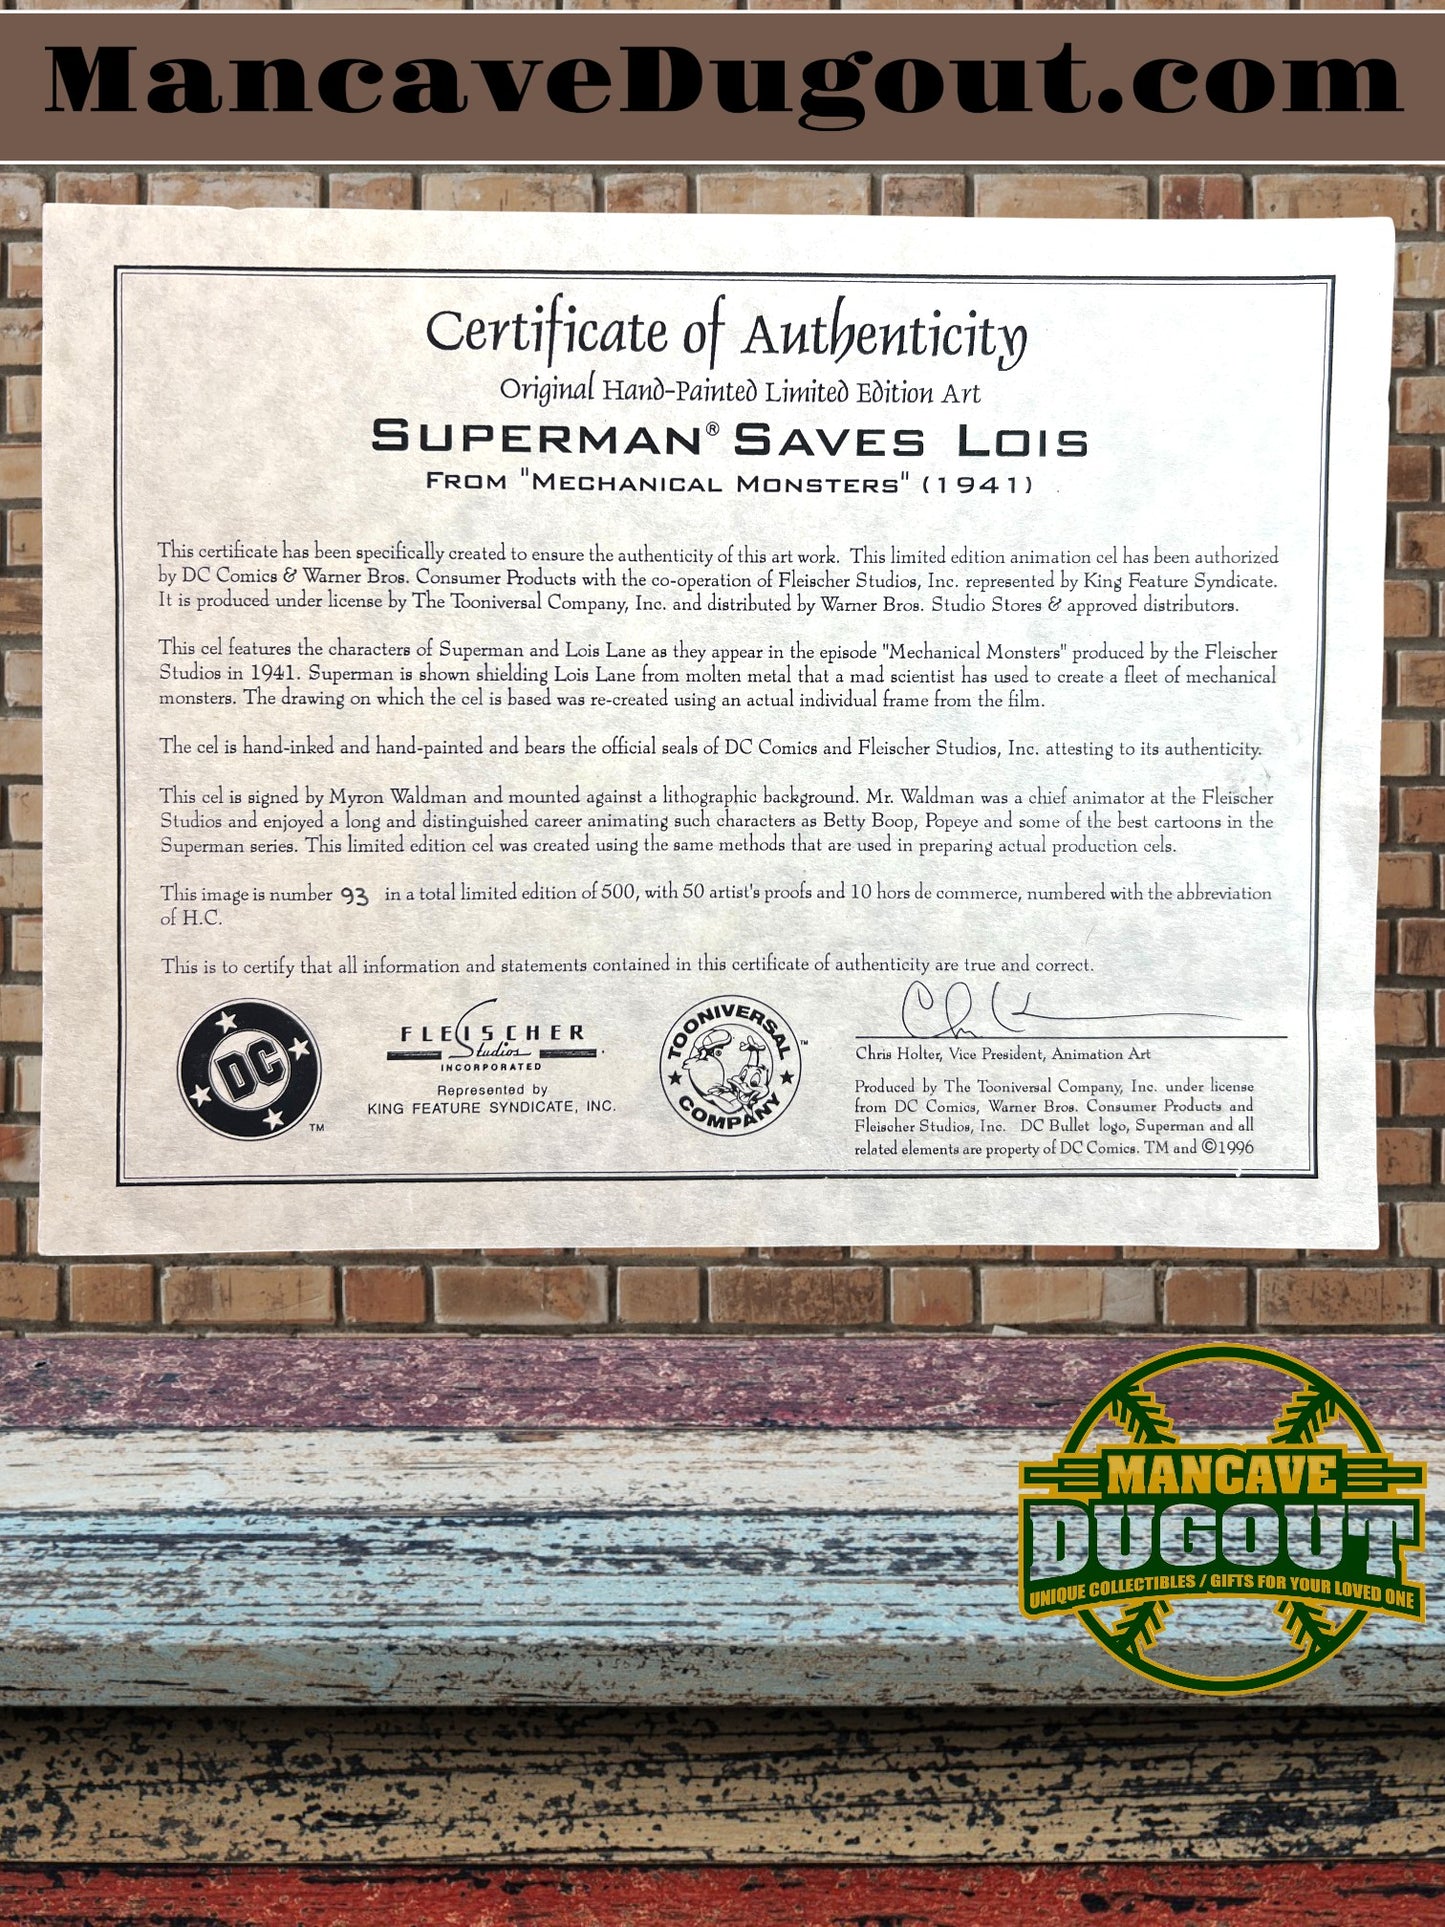 MancaveDugout.com
Certificate of Authenticity
Original Hand-Painted Limited Edition Art
SUPERMAN® SAVES LOIS
FROM "MECHANICAL MONSTERS" (1941)
This certificate has been specifically created to ensure the authenticity of this art work. This limited edition animation cel has been authorized
by DC Comics & Warner Bros. Consumer Products with the co-operation of Fleischer Studios, Inc. represented by King Feature Syndicate.
It is produced under license by The Tooniversal Company, Inc. and distributed by Warner Bros. Studio Stores & approved distributors.
This cel features the characters of Superman and Lois Lane as they appear in the episode "Mechanical Monsters" produced by the Fleischer
Studios in 1941. Superman is shown shielding Lois Lane from molten metal that a mad scientist has used to create a fleet of mechanical
monsters. The drawing on which the cel is based was re-created using an actual individual frame from the film.
The cel is hand-inked and hand-painted and bears the official seals of DC Comics and Fleischer Studios, Inc. attesting to its authenticity.
This cel is signed by Myron Waldman and mounted against a lithographic background. Mr. Waldman was a chief animator at the Fleischer
Studios and enjoyed a long and distinguished career animating such characters as Betty Boop, Popeye and some of the best cartoons in the
Superman series. This limited edition cel was created using the same methods that are used in preparing actual production cels.
This image is number 93 in a total limited edition of 500, with 50 artist's proofs and 10 hors de commerce, numbered with the abbreviation
of H.C.
This is to certify that all information and statements contained in this certificate of authenticity are true and correct.
DC
TM
FLEISCHER
Studios
INCORPORATED
Represented by
KING FEATURE SYNDICATE, INC.
TOONIVERSAL
COMPANY
TM
Chris Holter, Vice President, Animation Art
Produced by The Tooniversal Company, Inc. under license
from DC Comics, Warner Bros. Consumer Products and
Fleischer Studios, Inc. DC Bullet logo, Superman and all
related elements are property of DC Comics. TM and ©1996
MANCAVE
DUGOUT
UNIQUE COLLECTIBLES / GIFTS FOR YOUR LOVED ONE